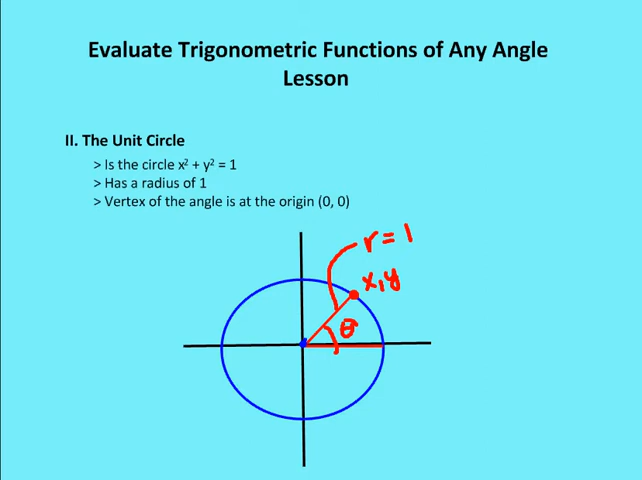 Evaluate Trigonometric Functions of Any Angle
Lesson
II. The Unit Circle
> Is the circle x² + y² = 1
> Has a radius of 1
> Vertex of the angle is at the origin (0, 0)
r = 1
x,y
θ